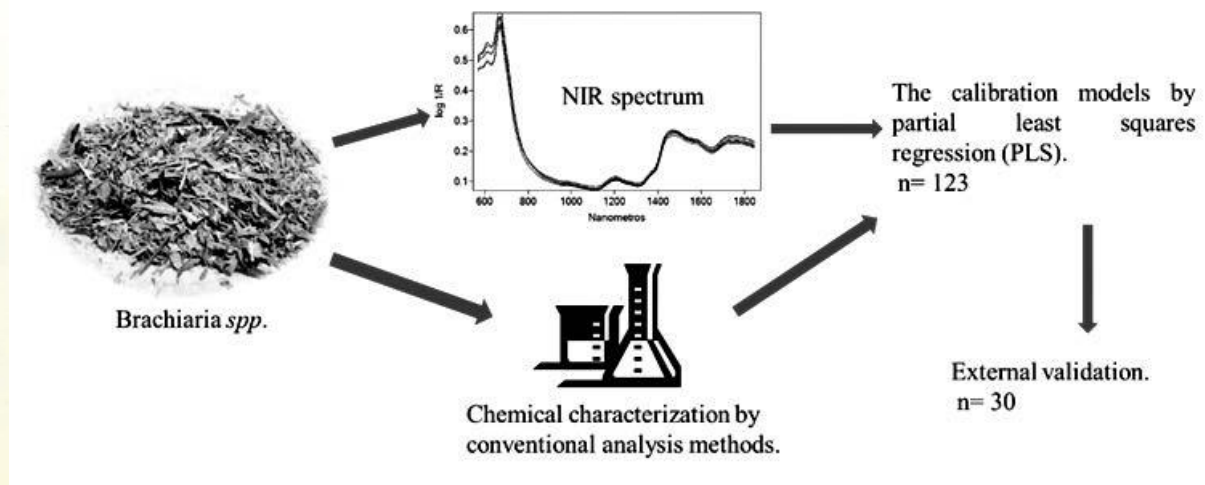 0.6
0.5
0.4
0.3
0.2
0.1
log 1/R
NIR spectrum
600 800 1000 1200 1400 1600 1800
Nanometros
The calibration models by
partial least squares
regression (PLS).
n= 123
Brachiaria spp.
Chemical characterization by
conventional analysis methods.
External validation.
n= 30